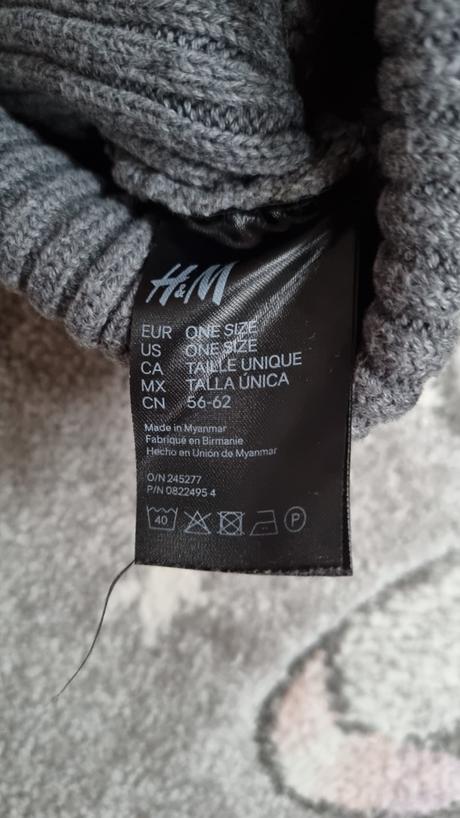 H&M
EUR ONE SIZE
US ONE SIZE
CA TAILLE UNIQUE
MX TALLA ÚNICA
CN 56-62
Made in Myanmar
Fabriqué en Birmanie
Hecho en Unión de Myanmar
O/N 245277
P/N 0822495 4
40 P